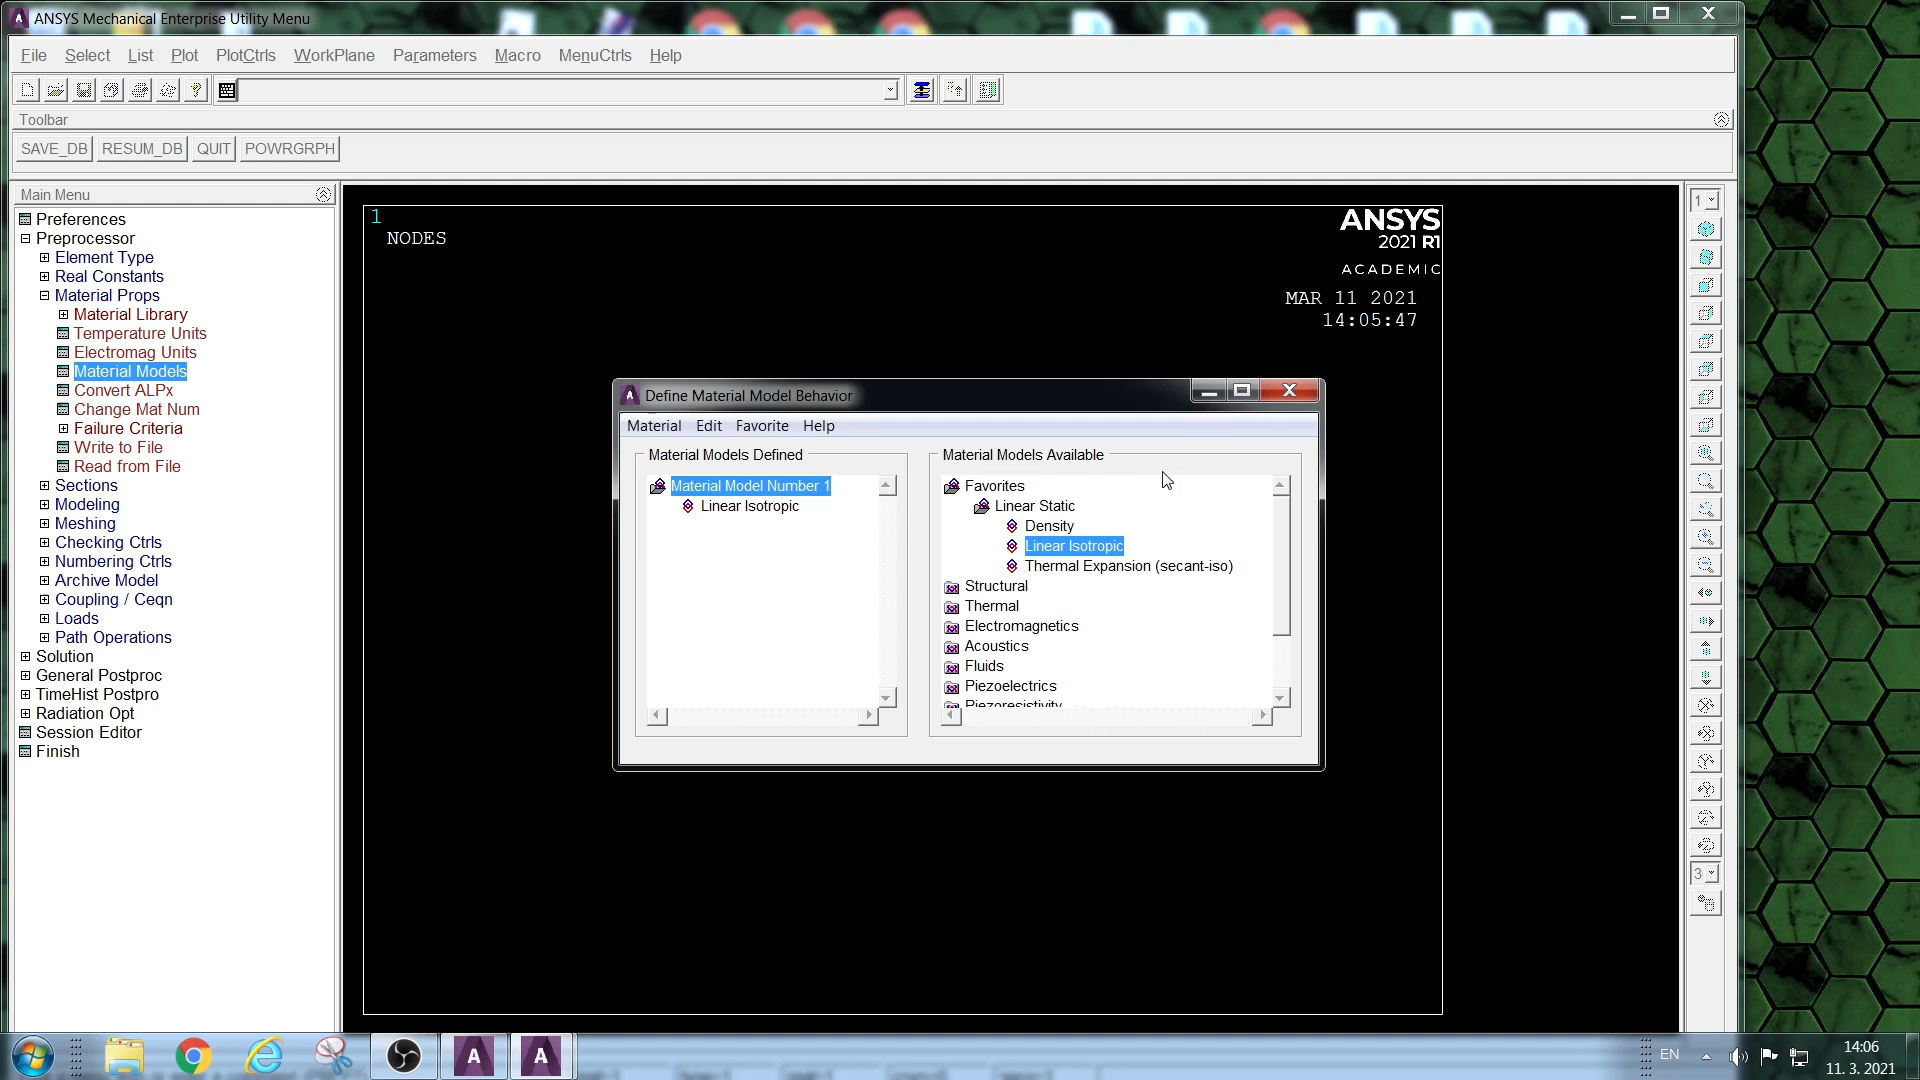 ANSYS Mechanical Enterprise Utility Menu
File Select List Plot PlotCtrls WorkPlane Parameters Macro MenuCtrls Help
Toolbar
SAVE_DB RESUM_DB QUIT POWRGRPH
Main Menu
Preferences
Preprocessor
Element Type
Real Constants
Material Props
Material Library
Temperature Units
Electromag Units
Material Models
Convert ALPx
Change Mat Num
Failure Criteria
Write to File
Read from File
Sections
Modeling
Meshing
Checking Ctrls
Numbering Ctrls
Archive Model
Coupling / Ceqn
Loads
Path Operations
Solution
General Postproc
TimeHist Postpro
Radiation Opt
Session Editor
Finish
1
NODES
ANSYS
2021 R1
ACADEMIC
MAR 11 2021
14:05:47
Define Material Model Behavior
Material Edit Favorite Help
Material Models Defined
Material Model Number 1
Linear Isotropic
Material Models Available
Favorites
Linear Static
Density
Linear Isotropic
Thermal Expansion (secant-iso)
Structural
Thermal
Electromagnetics
Acoustics
Fluids
Piezoelectrics
Piezoresistivity
1
3
EN
14:06
11. 3. 2021